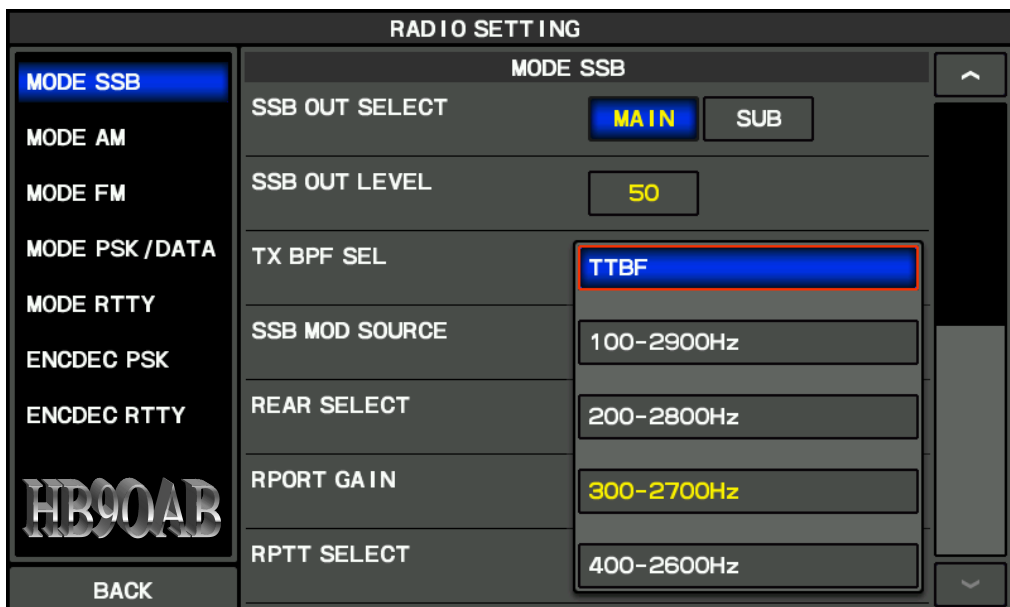 RADIO SETTING
MODE SSB
MODE AM
MODE FM
MODE PSK/DATA
MODE RTTY
ENCDEC PSK
ENCDEC RTTY
HB9OAB
BACK
MODE SSB
SSB OUT SELECT MAIN SUB
SSB OUT LEVEL 50
TX BPF SEL
SSB MOD SOURCE
REAR SELECT
RPORT GAIN
RPTT SELECT
TTBF
100-2900Hz
200-2800Hz
300-2700Hz
400-2600Hz